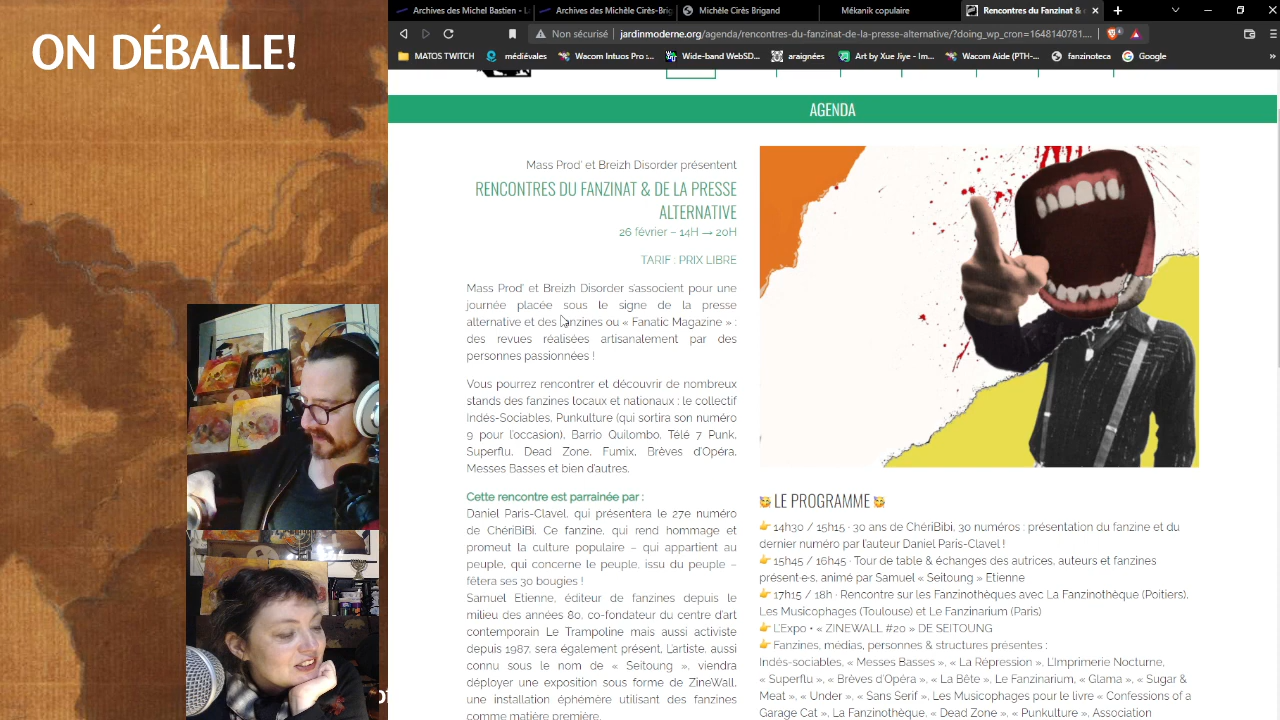 ON DÉBALLE!
Archives des Michel Bastien - L
Archives des Michèle Cirès-Brig
Michèle Cirès Brigand
Mékanik copulaire
Rencontres du Fanzinat &
Non sécurisé
jardinmoderne.org/agenda/rencontres-du-fanzinat-de-la-presse-alternative/?doing_wp_cron=1648140781....
MATOS TWITCH
médiévales
Wacom Intuos Pro :...
Wide-band WebSD...
araignées
Art by Xue Jiye - Im...
Wacom Aide (PTH-...
fanzinoteca
Google
AGENDA
Mass Prod' et Breizh Disorder présentent
RENCONTRES DU FANZINAT & DE LA PRESSE
ALTERNATIVE
26 février – 14H → 20H
TARIF : PRIX LIBRE
Mass Prod' et Breizh Disorder s'associent pour une
journée placée sous le signe de la presse
alternative et des fanzines ou « Fanatic Magazine » :
des revues réalisées artisanalement par des
personnes passionnées !
Vous pourrez rencontrer et découvrir de nombreux
stands des fanzines locaux et nationaux : le collectif
Indés-Sociables, Punkulture (qui sortira son numéro
9 pour l'occasion), Barrio Quilombo, Télé 7 Punk,
Superflu, Dead Zone, Fumix, Brèves d'Opéra,
Messes Basses et bien d'autres.
Cette rencontre est parrainée par :
Daniel Paris-Clavel, qui présentera le 27e numéro
de ChériBiBi. Ce fanzine, qui rend hommage et
promeut la culture populaire – qui appartient au
peuple, qui concerne le peuple, issu du peuple –
fêtera ses 30 bougies !
Samuel Etienne, éditeur de fanzines depuis le
milieu des années 80, co-fondateur du centre d'art
contemporain Le Trampoline mais aussi activiste
depuis 1987, sera également présent. L'artiste, aussi
connu sous le nom de « Seitoung », viendra
déployer une exposition sous forme de ZineWall,
une installation éphémère utilisant des fanzines
comme matière première.
LE PROGRAMME
14h30 / 15h15 · 30 ans de ChériBibi, 30 numéros : présentation du fanzine et du
dernier numéro par l'auteur Daniel Paris-Clavel !
15h45 / 16h45 · Tour de table & échanges des autrices, auteurs et fanzines
présent·es, animé par Samuel « Seitoung » Etienne
17h15 / 18h · Rencontre sur les Fanzinothèques avec La Fanzinothèque (Poitiers),
Les Musicophages (Toulouse) et Le Fanzinarium (Paris)
L'Expo • « ZINEWALL #20 » DE SEITOUNG
Fanzines, médias, personnes & structures présentes :
Indés-sociables, « Messes Basses », « La Répression », L'Imprimerie Nocturne,
« Superflu », « Brèves d'Opéra », « La Bête », Le Fanzinarium, « Glama », « Sugar &
Meat », « Under », « Sans Serif », Les Musicophages pour le livre « Confessions of a
Garage Cat », La Fanzinothèque, « Dead Zone », « Punkulture », Association